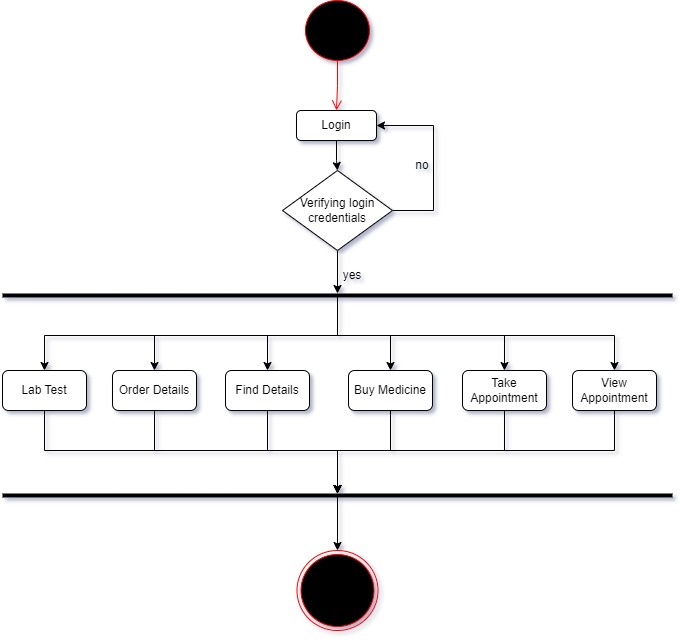 Login
no
Verifying login
credentials
yes
Lab Test
Order Details
Find Details
Buy Medicine
Take
Appointment
View
Appointment